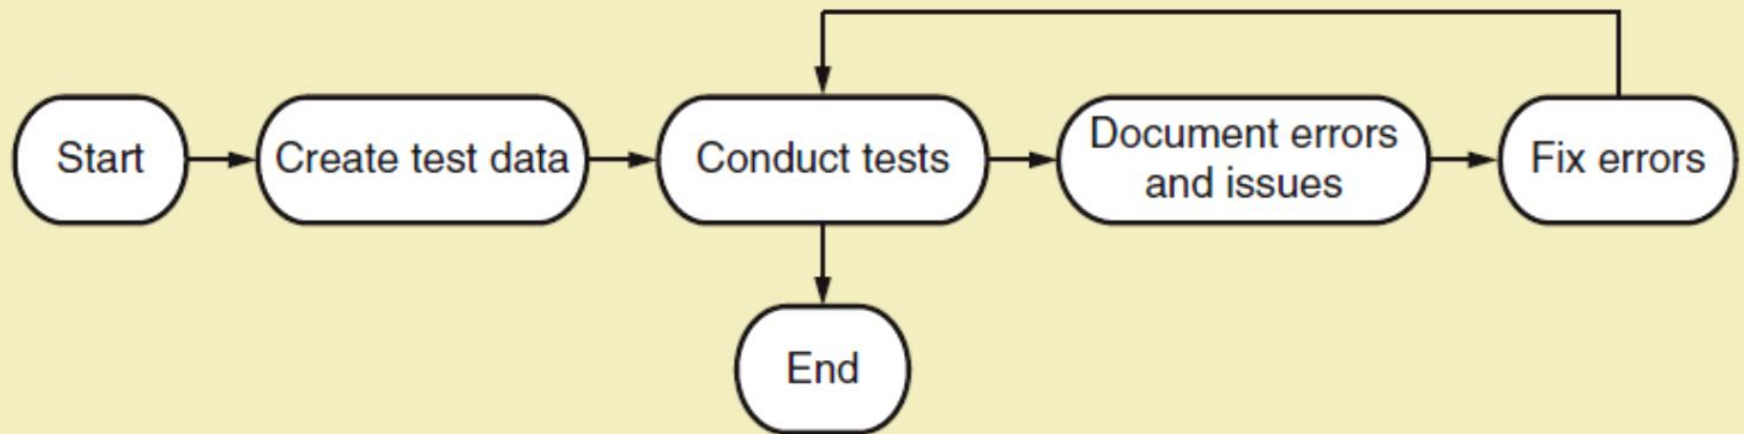 Start
Create test data
Conduct tests
Document errors
and issues
Fix errors
End